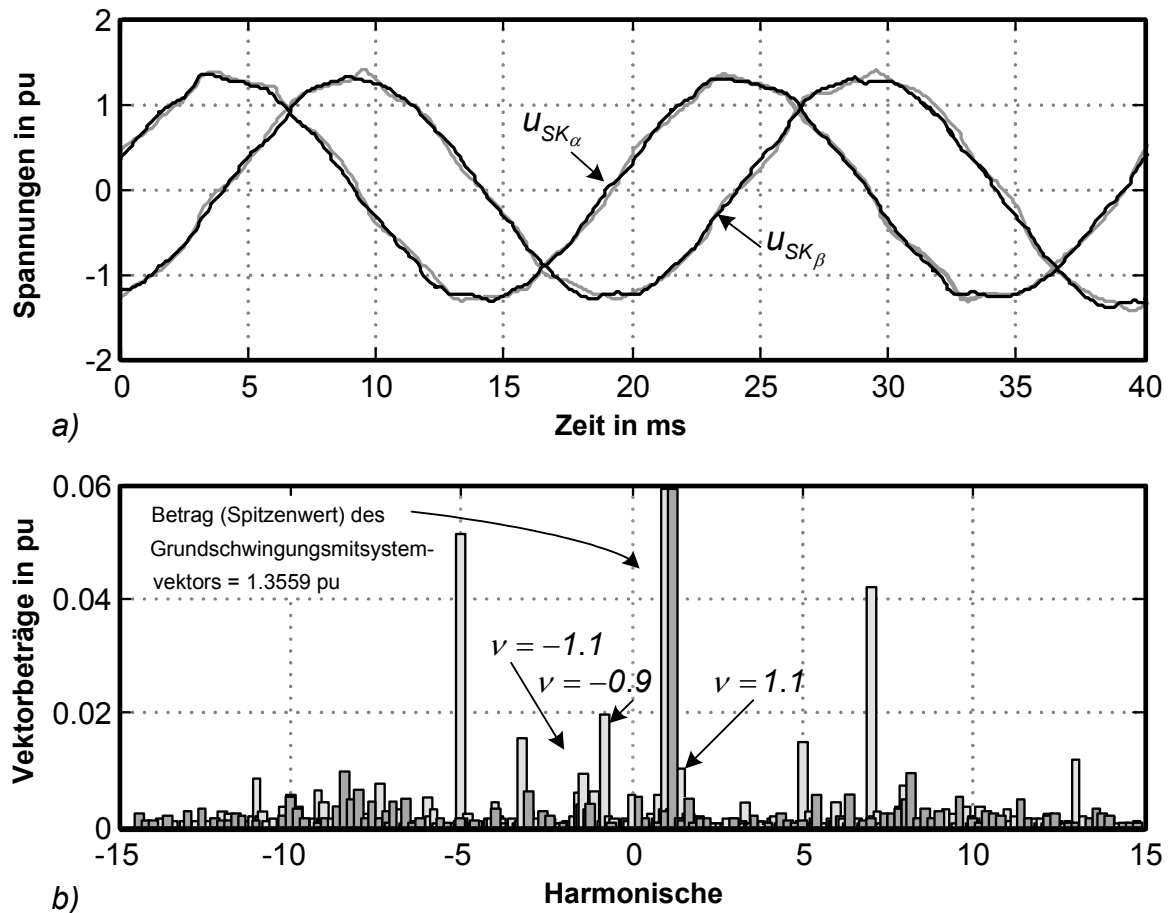 Spannungen in pu
2
1
0
-1
-2
u_SKα
u_SKβ
0 5 10 15 20 25 30 35 40
Zeit in ms
a)
Vektorbeträge in pu
0.06
0.04
0.02
0
Betrag (Spitzenwert) des
Grundschwingungsmitsystem-
vektors = 1.3559 pu
ν = −1.1
ν = −0.9
ν = 1.1
-15 -10 -5 0 5 10 15
Harmonische
b)